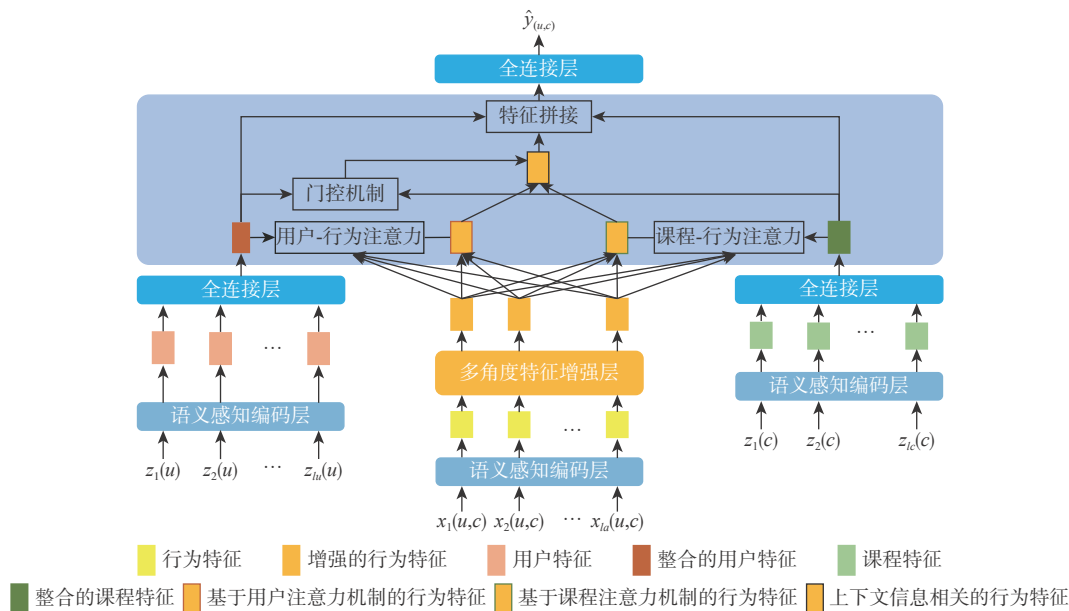 ŷ(u,c)
全连接层
特征拼接
门控机制
用户-行为注意力
课程-行为注意力
全连接层
全连接层
…
…
多角度特征增强层
语义感知编码层
语义感知编码层
…
z1(u) z2(u) … zlu(u)
z1(c) z2(c) … zlc(c)
语义感知编码层
x1(u,c) x2(u,c) … xla(u,c)
行为特征 增强的行为特征 用户特征 整合的用户特征 课程特征
整合的课程特征 基于用户注意力机制的行为特征 基于课程注意力机制的行为特征 上下文信息相关的行为特征